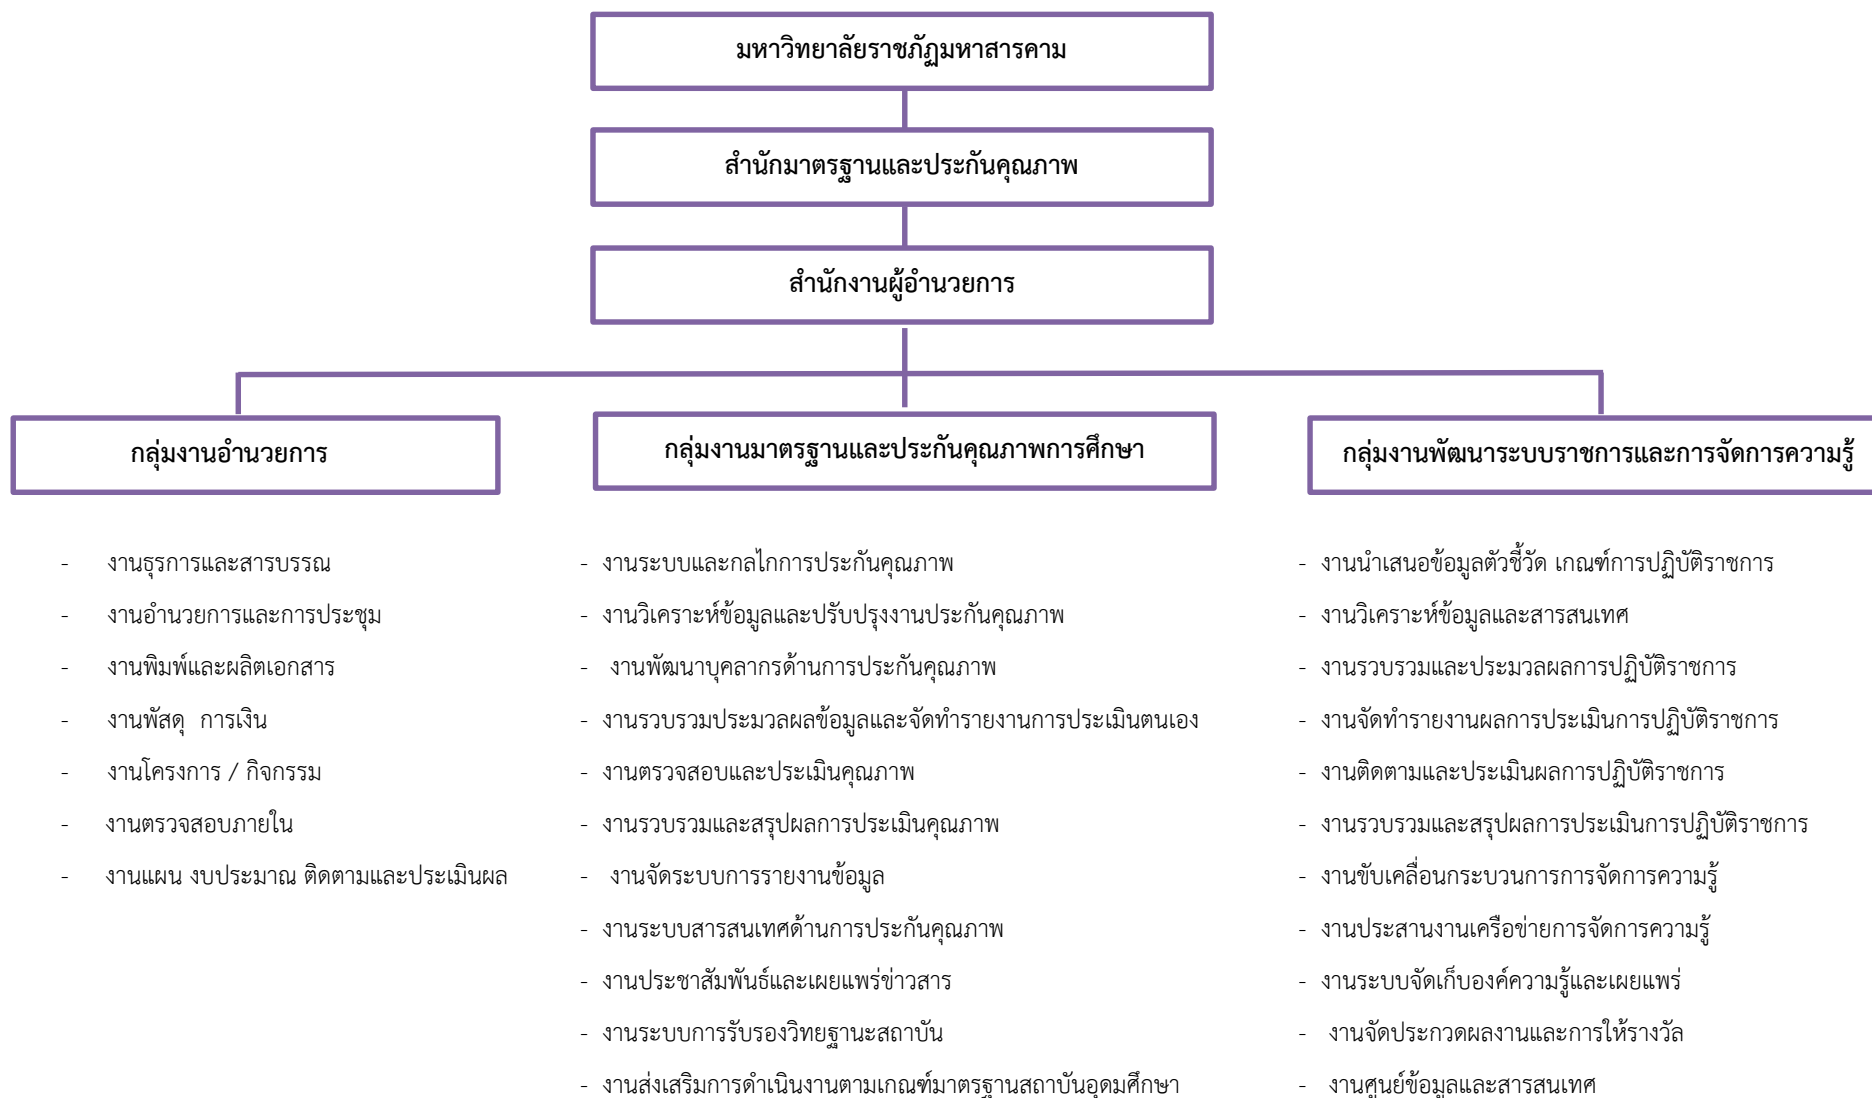 มหาวิทยาลัยราชภัฏมหาสารคาม
สำนักมาตรฐานและประกันคุณภาพ
สำนักงานผู้อำนวยการ
กลุ่มงานอำนวยการ
- งานธุรการและสารบรรณ
- งานอำนวยการและการประชุม
- งานพิมพ์และผลิตเอกสาร
- งานพัสดุ  การเงิน
- งานโครงการ / กิจกรรม
- งานตรวจสอบภายใน
- งานแผน งบประมาณ ติดตามและประเมินผล
กลุ่มงานมาตรฐานและประกันคุณภาพการศึกษา
- งานระบบและกลไกการประกันคุณภาพ
- งานวิเคราะห์ข้อมูลและปรับปรุงงานประกันคุณภาพ
- งานพัฒนาบุคลากรด้านการประกันคุณภาพ
- งานรวบรวมประมวลผลข้อมูลและจัดทำรายงานการประเมินตนเอง
- งานตรวจสอบและประเมินคุณภาพ
- งานรวบรวมและสรุปผลการประเมินคุณภาพ
- งานจัดระบบการรายงานข้อมูล
- งานระบบสารสนเทศด้านการประกันคุณภาพ
- งานประชาสัมพันธ์และเผยแพร่ข่าวสาร
- งานระบบการรับรองวิทยฐานะสถาบัน
- งานส่งเสริมการดำเนินงานตามเกณฑ์มาตรฐานสถาบันอุดมศึกษา
กลุ่มงานพัฒนาระบบราชการและการจัดการความรู้
- งานนำเสนอข้อมูลตัวชี้วัด เกณฑ์การปฏิบัติราชการ
- งานวิเคราะห์ข้อมูลและสารสนเทศ
- งานรวบรวมและประมวลผลการปฏิบัติราชการ
- งานจัดทำรายงานผลการประเมินการปฏิบัติราชการ
- งานติดตามและประเมินผลการปฏิบัติราชการ
- งานรวบรวมและสรุปผลการประเมินการปฏิบัติราชการ
- งานขับเคลื่อนกระบวนการการจัดการความรู้
- งานประสานงานเครือข่ายการจัดการความรู้
- งานระบบจัดเก็บองค์ความรู้และเผยแพร่
- งานจัดประกวดผลงานและการให้รางวัล
- งานศูนย์ข้อมูลและสารสนเทศ